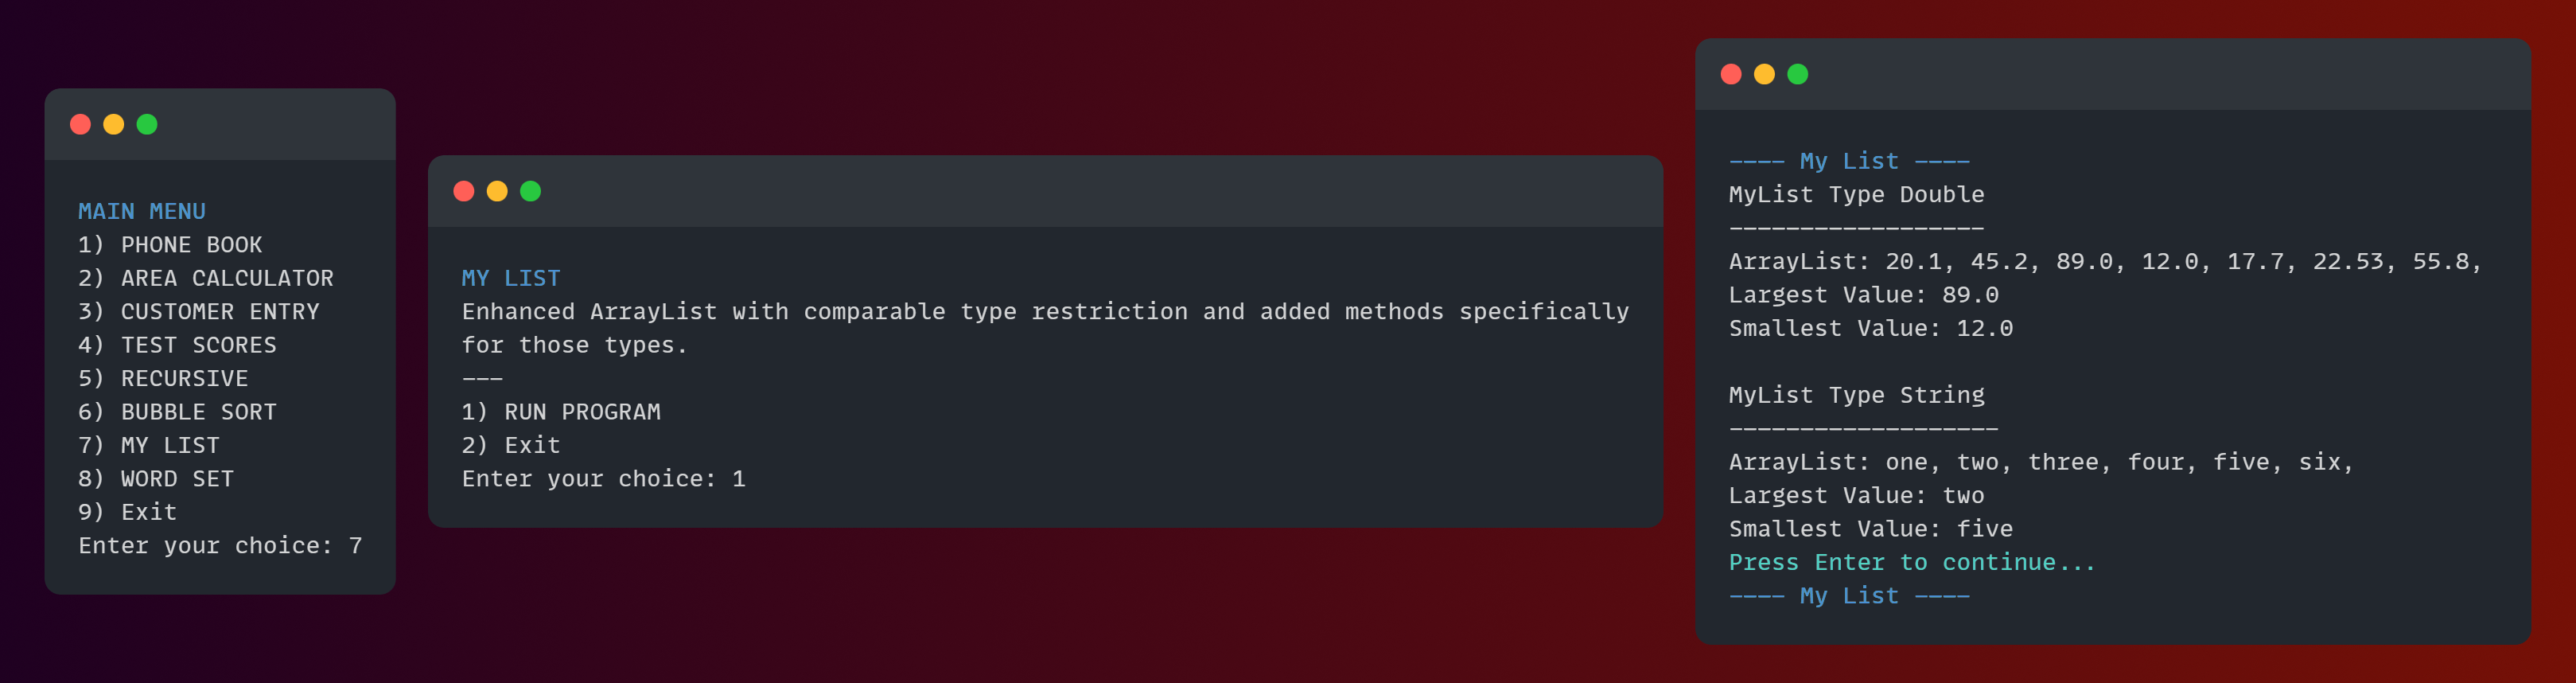 MAIN MENU
1) PHONE BOOK
2) AREA CALCULATOR
3) CUSTOMER ENTRY
4) TEST SCORES
5) RECURSIVE
6) BUBBLE SORT
7) MY LIST
8) WORD SET
9) Exit
Enter your choice: 7
MY LIST
Enhanced ArrayList with comparable type restriction and added methods specifically
for those types.
---
1) RUN PROGRAM
2) Exit
Enter your choice: 1
---- My List ----
MyList Type Double
------------------
ArrayList: 20.1, 45.2, 89.0, 12.0, 17.7, 22.53, 55.8,
Largest Value: 89.0
Smallest Value: 12.0
MyList Type String
-------------------
ArrayList: one, two, three, four, five, six,
Largest Value: two
Smallest Value: five
Press Enter to continue...
---- My List ----